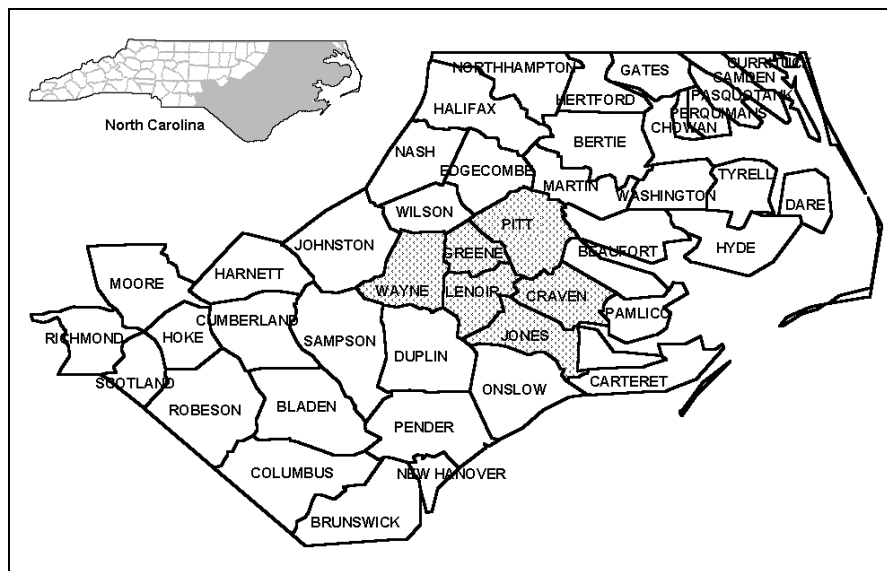 North Carolina
NORTHHAMPTON
GATES
CURRITUCK
CAMDEN
PASQUOTANK
PERQUIMANS
HERTFORD
HALIFAX
CHOWAN
BERTIE
NASH
EDGECOMBE
MARTIN
TYRELL
WASHINGTON
DARE
WILSON
PITT
JOHNSTON
BEAUFORT
HYDE
GREENE
HARNETT
MOORE
WAYNE
LENOIR
CRAVEN
PAMLICO
CUMBERLAND
RICHMOND
HOKE
SAMPSON
JONES
DUPLIN
SCOTLAND
ONSLOW
CARTERET
ROBESON
BLADEN
PENDER
COLUMBUS
NEW HANOVER
BRUNSWICK